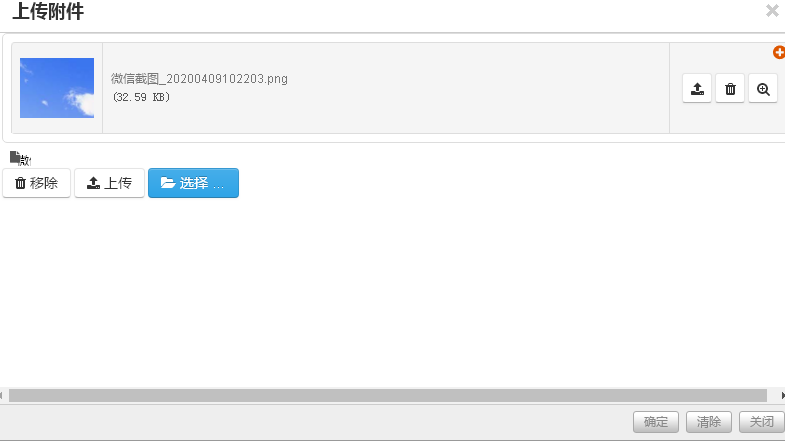 上传附件
微信截图_20200409102203.png
(32.59 KB)
移除 上传 选择 ...
确定 清除 关闭